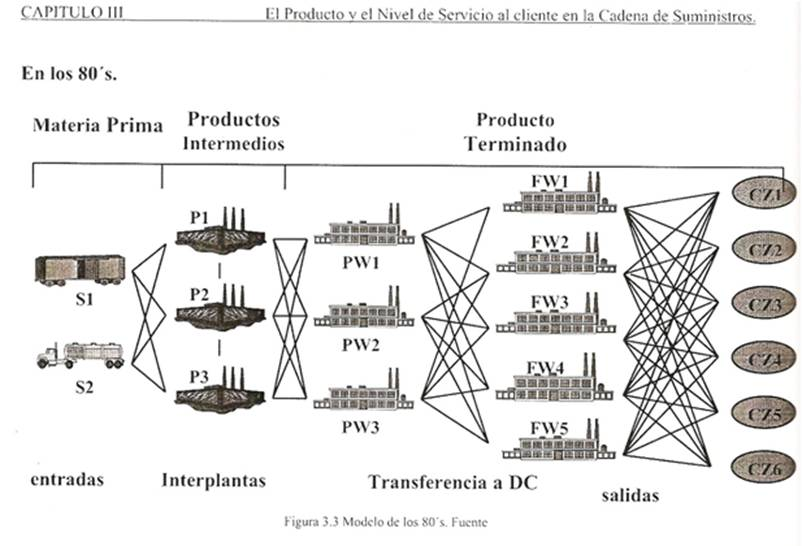 CAPITULO III
El Producto y el Nivel de Servicio al cliente en la Cadena de Suministros.
En los 80´s.
Materia Prima
Productos
Intermedios
Producto
Terminado
S1
S2
P1
P2
P3
PW1
PW2
PW3
FW1
FW2
FW3
FW4
FW5
CZ1
CZ2
CZ3
CZ4
CZ5
CZ6
entradas
Interplantas
Transferencia a DC
salidas
Figura 3.3 Modelo de los 80´s. Fuente